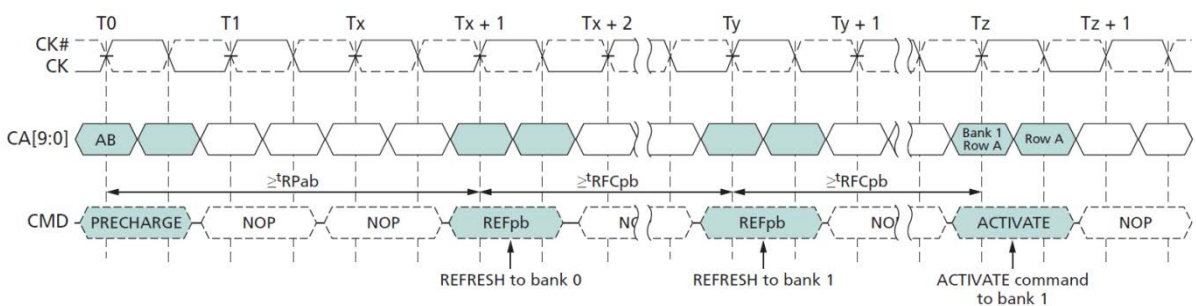 T0 T1 Tx Tx + 1 Tx + 2 Ty Ty + 1 Tz Tz + 1
CK#
CK
CA[9:0] AB Bank 1 Row A Row A
≥tRPab ≥tRFCpb ≥tRFCpb
CMD PRECHARGE NOP NOP REFpb NO REFpb NO ACTIVATE NOP
REFRESH to bank 0 REFRESH to bank 1 ACTIVATE command
to bank 1